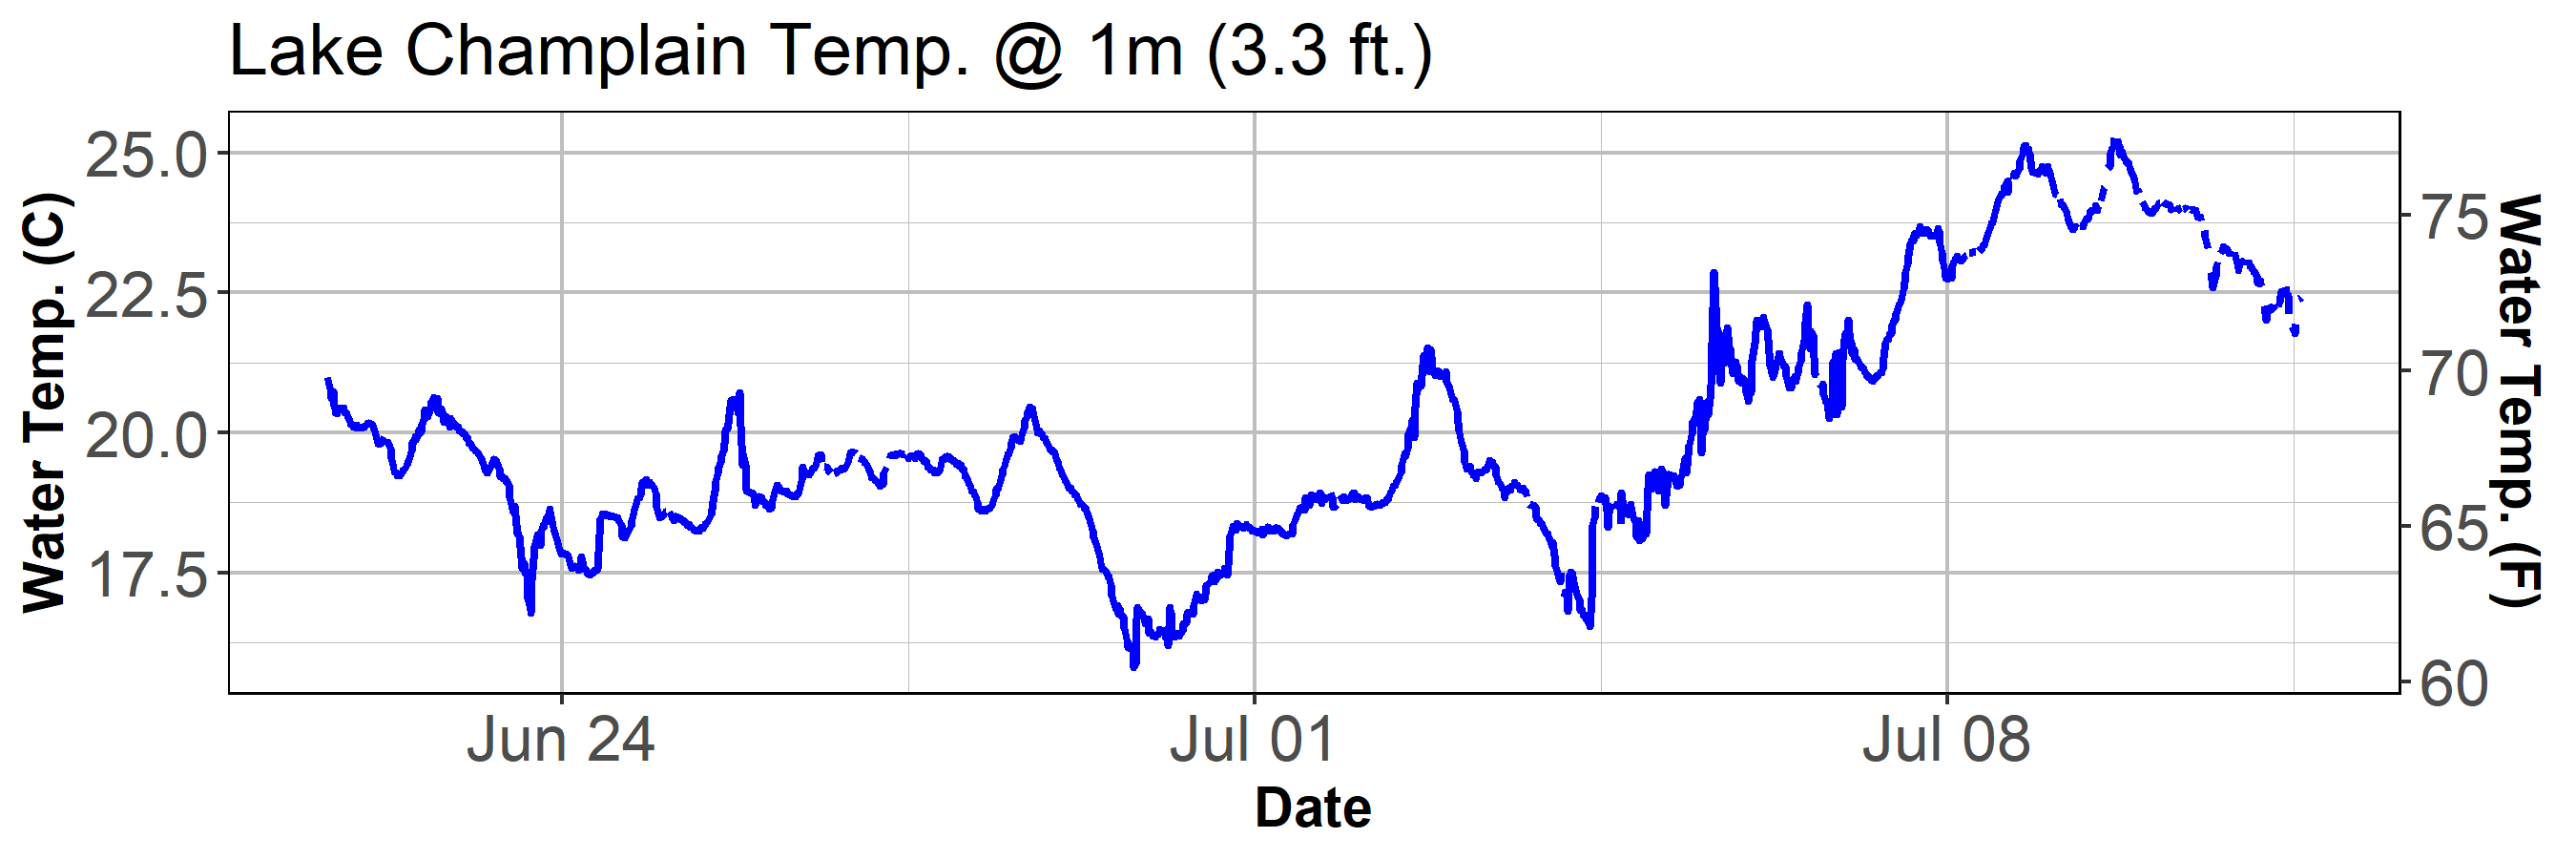 Lake Champlain Temp. @ 1m (3.3 ft.)
Water Temp. (C)
25.0
22.5
20.0
17.5
75
70
65
60
Water Temp. (F)
Jun 24
Jul 01
Jul 08
Date